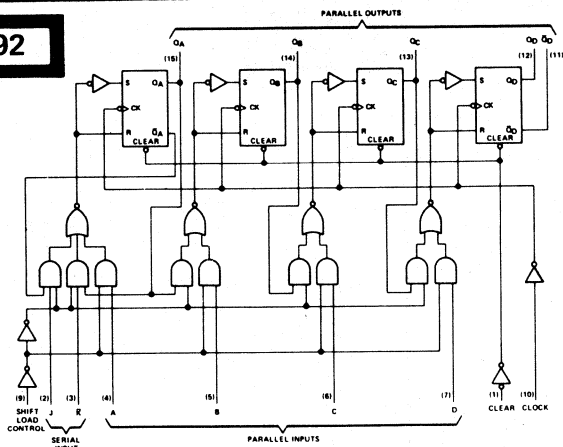 92
PARALLEL OUTPUTS
QA QB QC QD Q̅D
(15) (14) (13) (12) (11)
S QA S QB S QC S QD
CK CK CK CK
R Q̅A R R R Q̅D
CLEAR CLEAR CLEAR CLEAR
(9) (2) (3) (4) (5) (6) (7) (1) (10)
SHIFT LOAD CONTROL
J K̅ A B C D CLEAR CLOCK
SERIAL
PARALLEL INPUTS